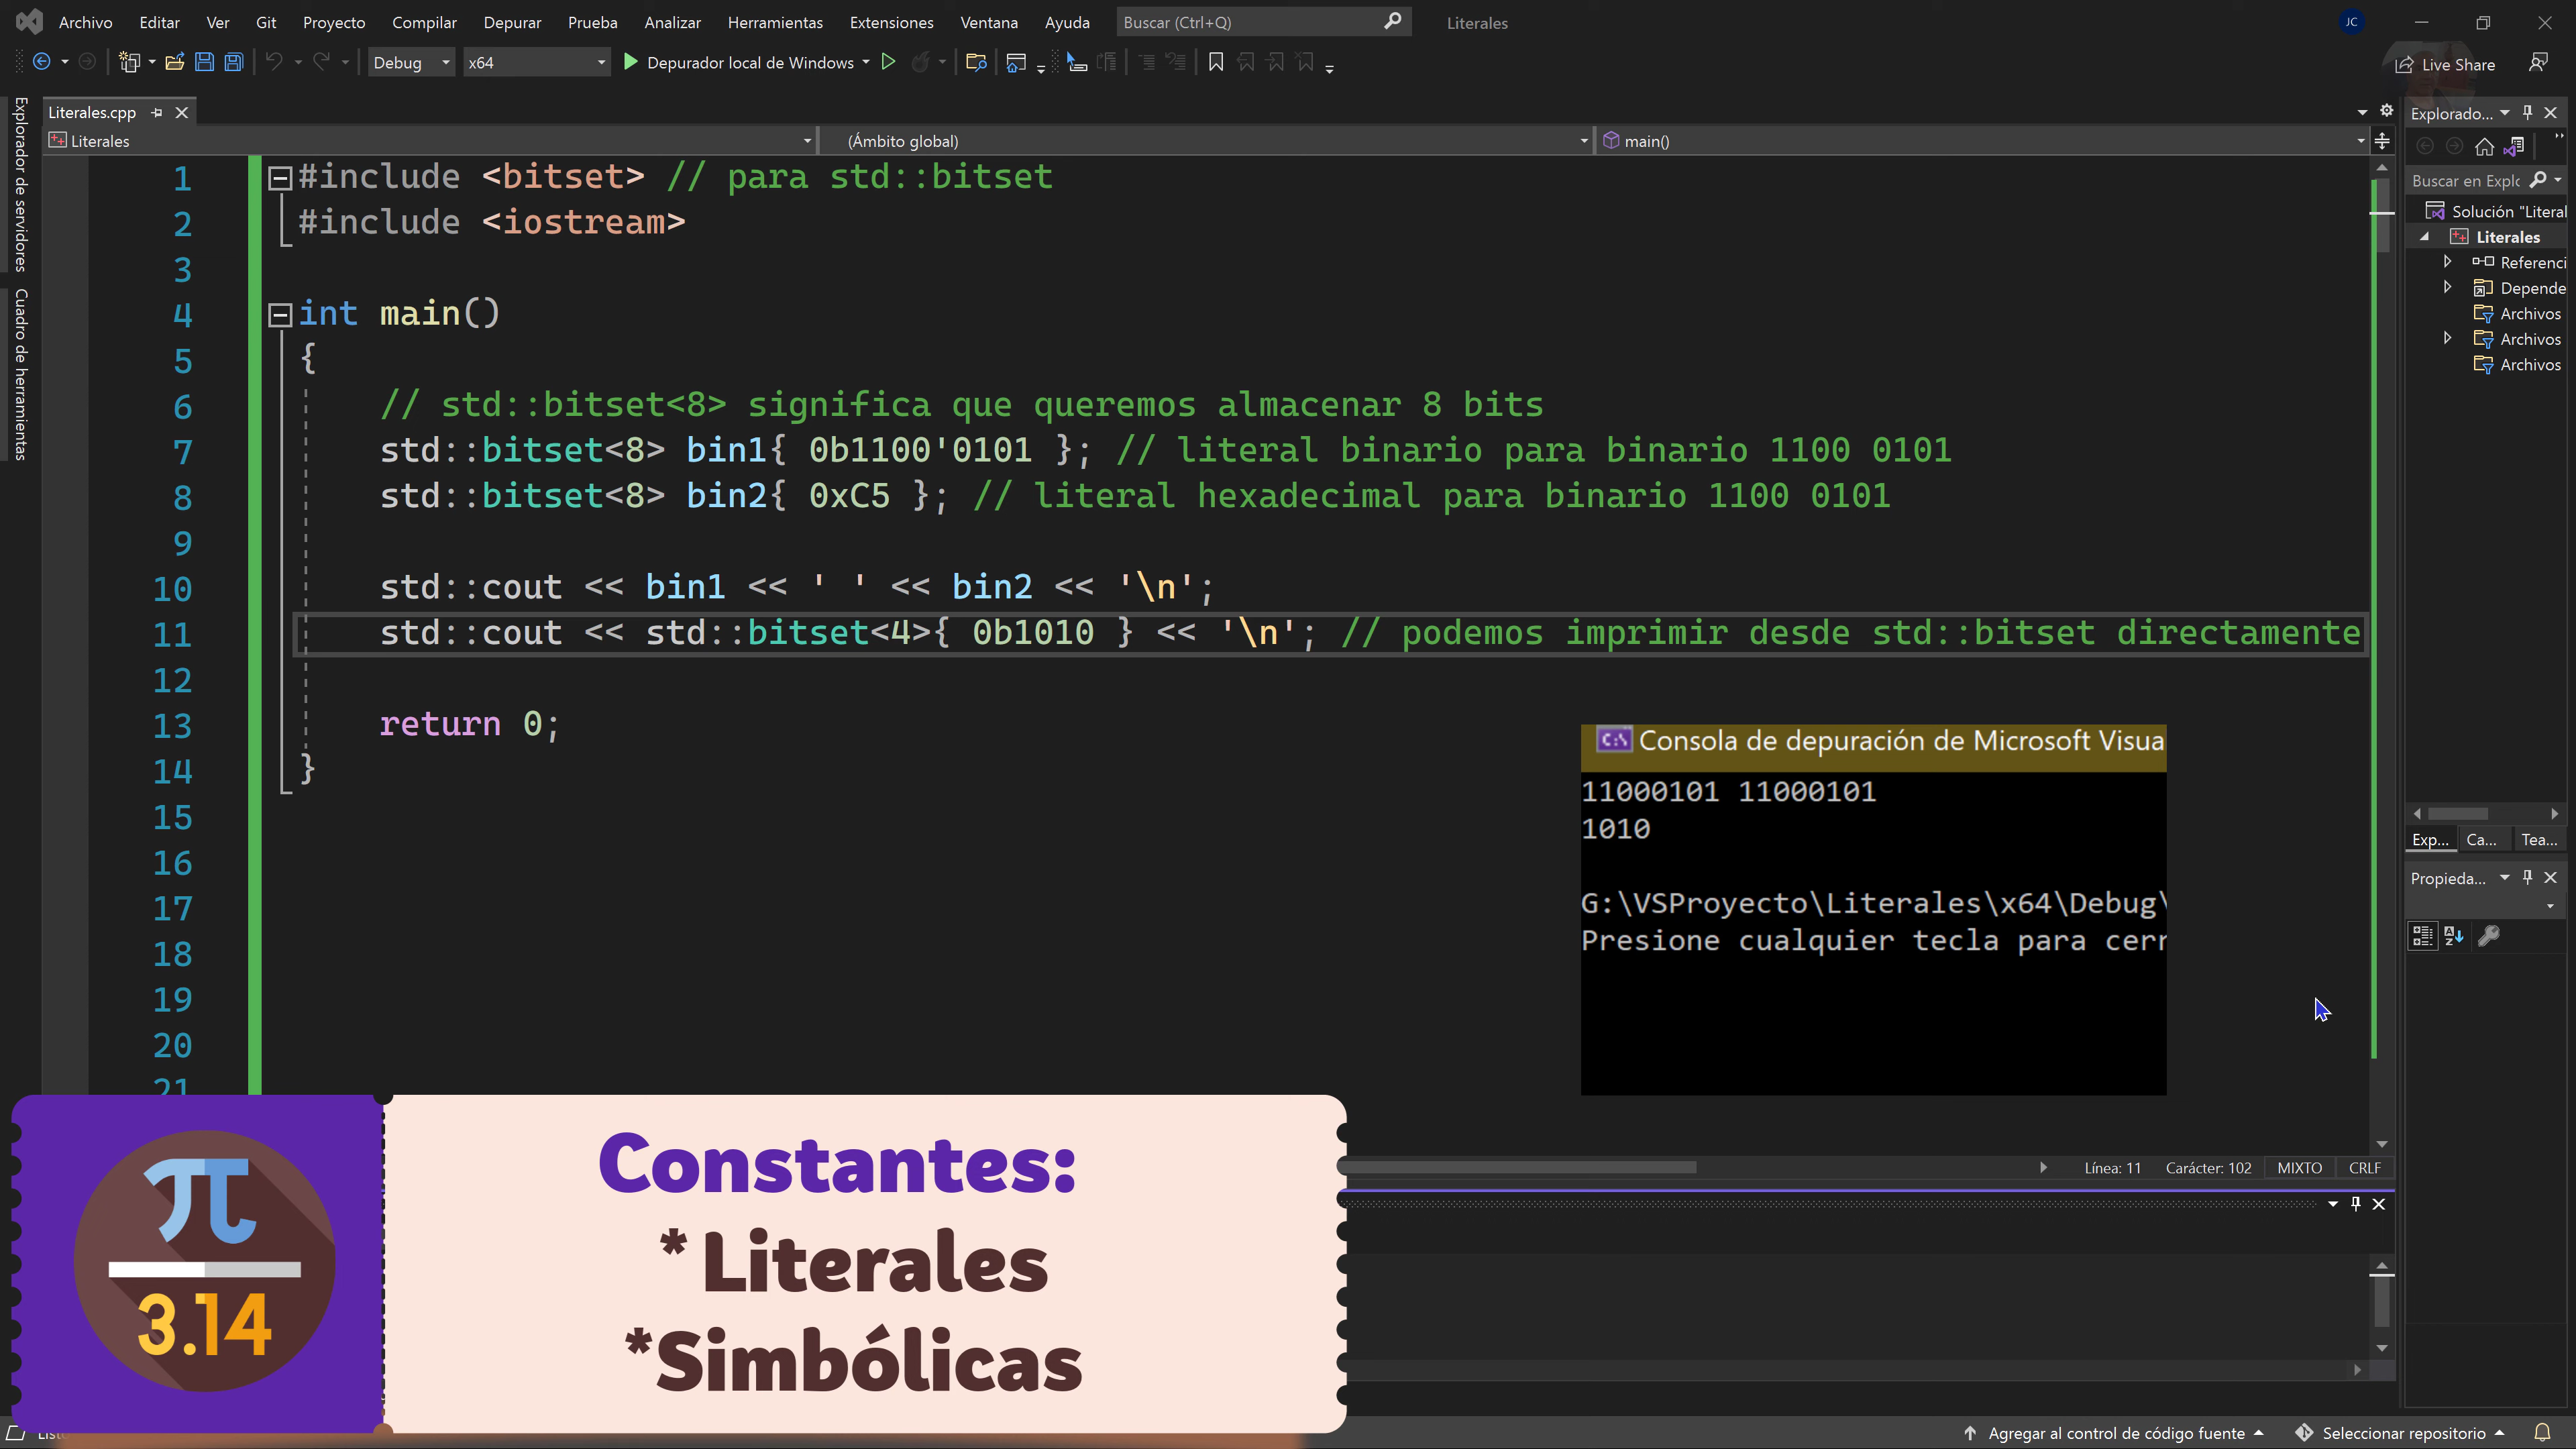 Archivo Editar Ver Git Proyecto Compilar Depurar Prueba Analizar Herramientas Extensiones Ventana Ayuda Buscar (Ctrl+Q) Literales JC
Debug x64 Depurador local de Windows Live Share
Explorador de servidores
Cuadro de herramientas
Literales.cpp
Literales (Ámbito global) main()
1 #include <bitset> // para std::bitset
2 #include <iostream>
3
4 int main()
5 {
6 // std::bitset<8> significa que queremos almacenar 8 bits
7 std::bitset<8> bin1{ 0b1100'0101 }; // literal binario para binario 1100 0101
8 std::bitset<8> bin2{ 0xC5 }; // literal hexadecimal para binario 1100 0101
9
10 std::cout << bin1 << ' ' << bin2 << '\n';
11 std::cout << std::bitset<4>{ 0b1010 } << '\n'; // podemos imprimir desde std::bitset directamente
12
13 return 0;
14 }
15
16
17
18
19
20
21
Consola de depuración de Microsoft Visua
11000101 11000101
1010
G:\VSProyecto\Literales\x64\Debug\
Presione cualquier tecla para cerr
Explorado...
Buscar en Explc
Solución "Literal
Literales
Referenci
Depende
Archivos
Archivos
Archivos
Exp... Ca... Tea...
Propieda...
Línea: 11 Carácter: 102 MIXTO CRLF
π
3.14
Constantes:
* Literales
*Simbólicas
Agregar al control de código fuente Seleccionar repositorio